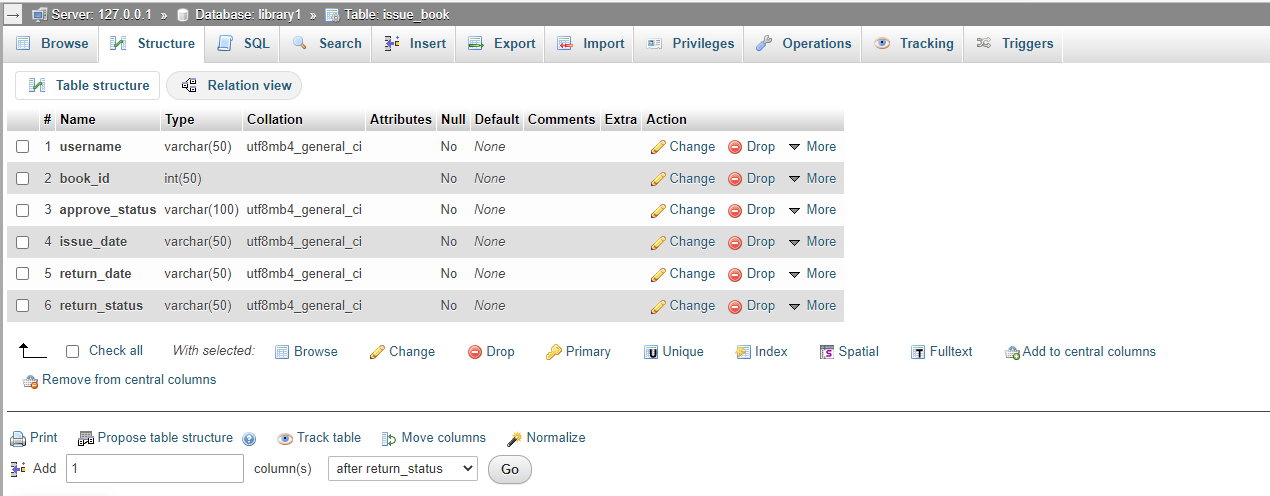 Server: 127.0.0.1 » Database: library1 » Table: issue_book
Browse Structure SQL Search Insert Export Import Privileges Operations Tracking Triggers
Table structure Relation view
# Name Type Collation Attributes Null Default Comments Extra Action
1 username varchar(50) utf8mb4_general_ci No None Change Drop More
2 book_id int(50) No None Change Drop More
3 approve_status varchar(100) utf8mb4_general_ci No None Change Drop More
4 issue_date varchar(50) utf8mb4_general_ci No None Change Drop More
5 return_date varchar(50) utf8mb4_general_ci No None Change Drop More
6 return_status varchar(50) utf8mb4_general_ci No None Change Drop More
Check all With selected: Browse Change Drop Primary Unique Index Spatial Fulltext Add to central columns
Remove from central columns
Print Propose table structure Track table Move columns Normalize
Add 1 column(s) after return_status Go